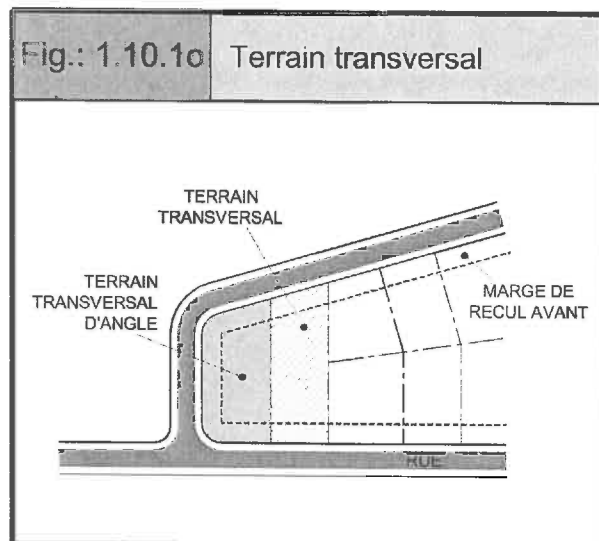 Fig.: 1.10.1o Terrain transversal
TERRAIN
TRANSVERSAL
TERRAIN
TRANSVERSAL
D'ANGLE
MARGE DE
RECUL AVANT
RUE